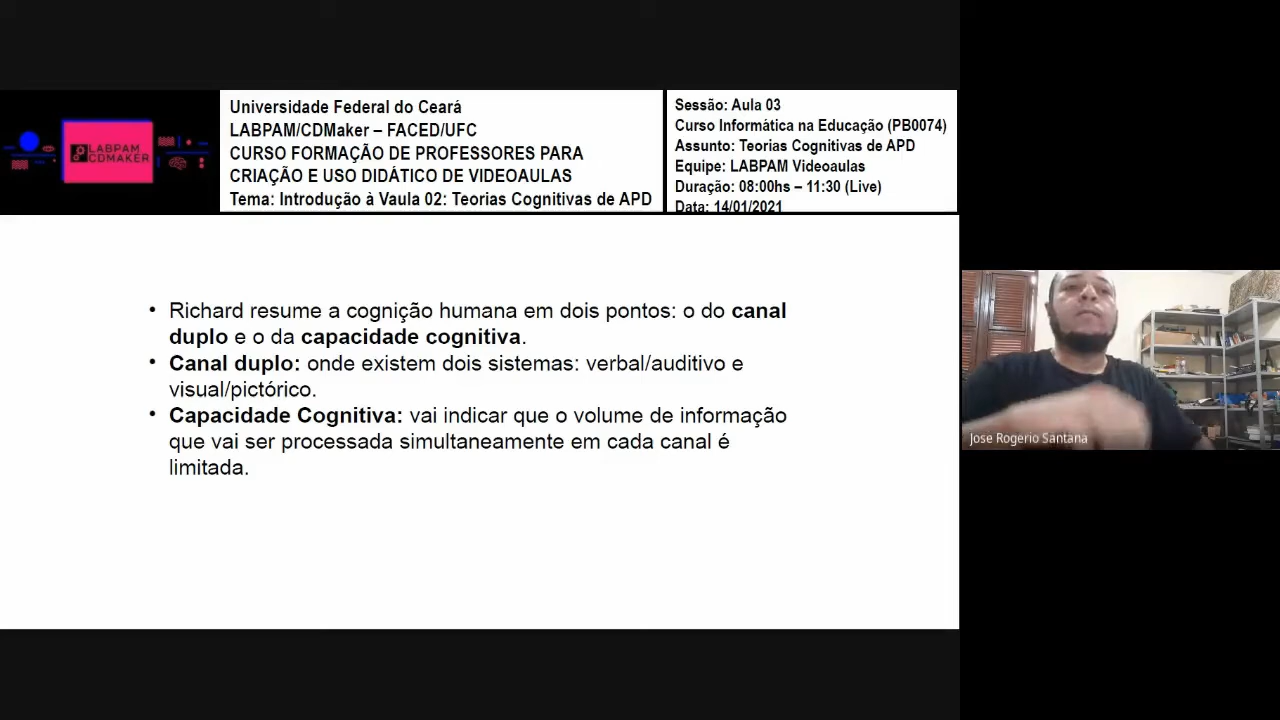 LABPAM
CDMAKER
Universidade Federal do Ceará
LABPAM/CDMaker – FACED/UFC
CURSO FORMAÇÃO DE PROFESSORES PARA
CRIAÇÃO E USO DIDÁTICO DE VIDEOAULAS
Tema: Introdução à Vaula 02: Teorias Cognitivas de APD
Sessão: Aula 03
Curso Informática na Educação (PB0074)
Assunto: Teorias Cognitivas de APD
Equipe: LABPAM Videoaulas
Duração: 08:00hs – 11:30 (Live)
Data: 14/01/2021
• Richard resume a cognição humana em dois pontos: o do canal
duplo e o da capacidade cognitiva.
• Canal duplo: onde existem dois sistemas: verbal/auditivo e
visual/pictórico.
• Capacidade Cognitiva: vai indicar que o volume de informação
que vai ser processada simultaneamente em cada canal é
limitada.
Jose Rogerio Santana